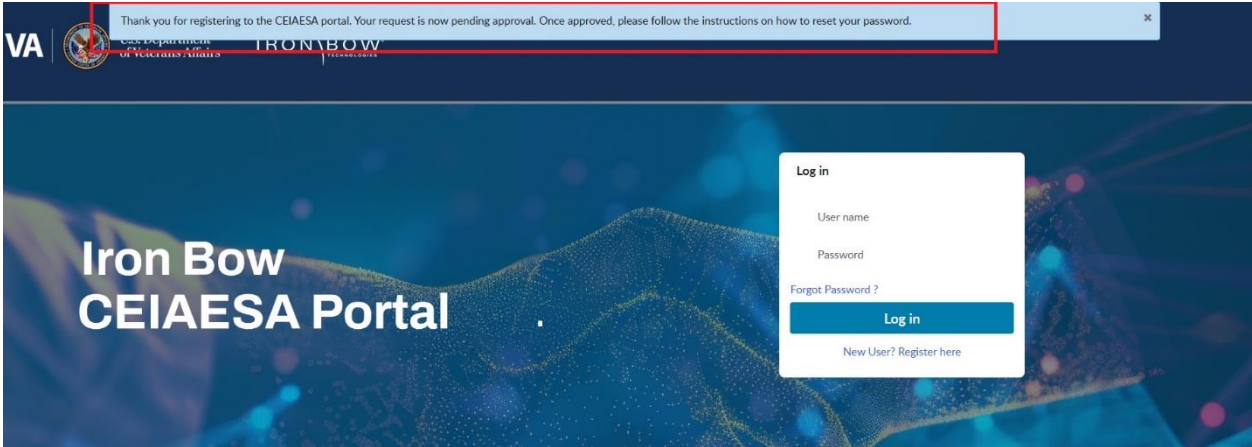 Thank you for registering to the CEIAESA portal. Your request is now pending approval. Once approved, please follow the instructions on how to reset your password.
×
VA
U.S. Department
of Veterans Affairs
IRON BOW
TECHNOLOGIES
Log in
User name
Password
Forgot Password ?
Log in
New User? Register here
Iron Bow
CEIAESA Portal
.